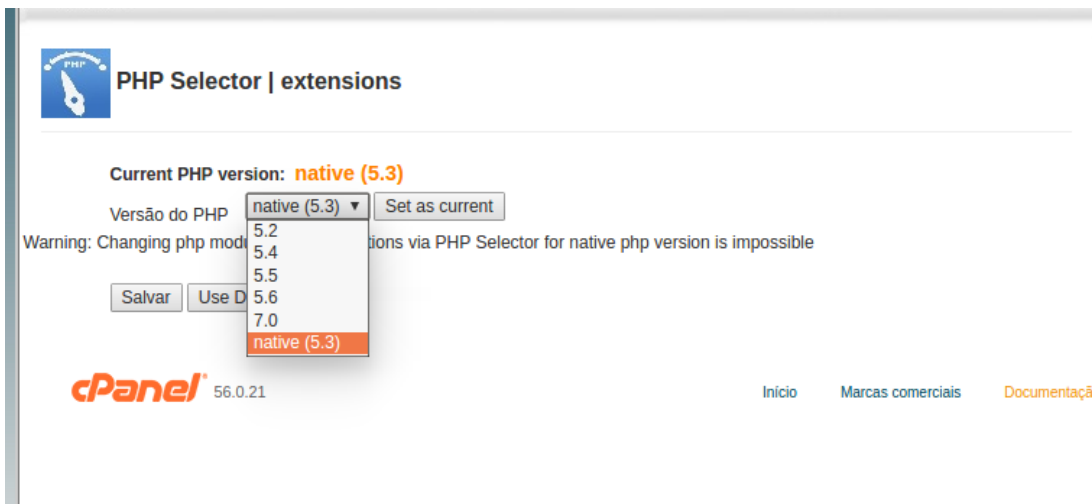 PHP
PHP Selector | extensions
Current PHP version: native (5.3)
Versão do PHP native (5.3) ▼ Set as current
5.2
Warning: Changing php modu tions via PHP Selector for native php version is impossible
5.4
5.5
Salvar Use D
5.6
7.0
native (5.3)
cPanel® 56.0.21
Início Marcas comerciais Documentaçã